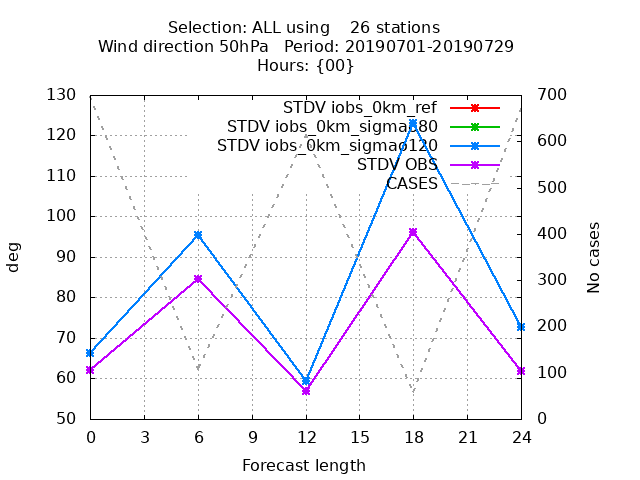 Selection: ALL using    26 stations
Wind direction 50hPa   Period: 20190701-20190729
Hours: {00}
STDV iobs_0km_ref
STDV iobs_0km_sigmao80
STDV iobs_0km_sigmao120
STDV OBS
CASES
130
120
110
100
90
80
70
60
50
deg
700
600
500
400
300
200
100
0
No cases
0 3 6 9 12 15 18 21 24
Forecast length